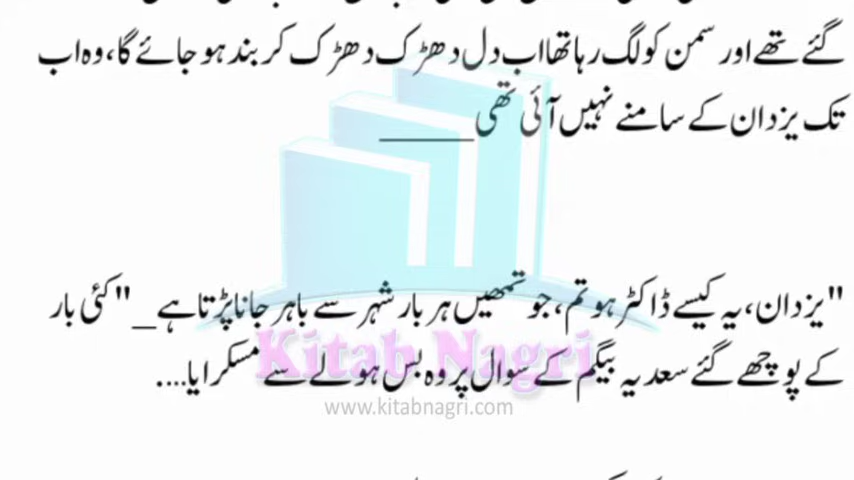 گئے تھے اور سمن کو لگ رہا تھا اب دل دھڑک دھڑک کر بند ہو جائے گا، وہ اب
تک یزدان کے سامنے نہیں آئی تھی______
"یزدان، یہ کیسے ڈاکٹر ہو تم، جو تمھیں ہر بار شہر سے باہر جانا پڑتا ہے_" کئی بار
Kitab Nagri
کے پوچھے گئے سعدیہ بیگم کے سوال پر وہ بس ہولے سے مسکرایا....
www.kitabnagri.com